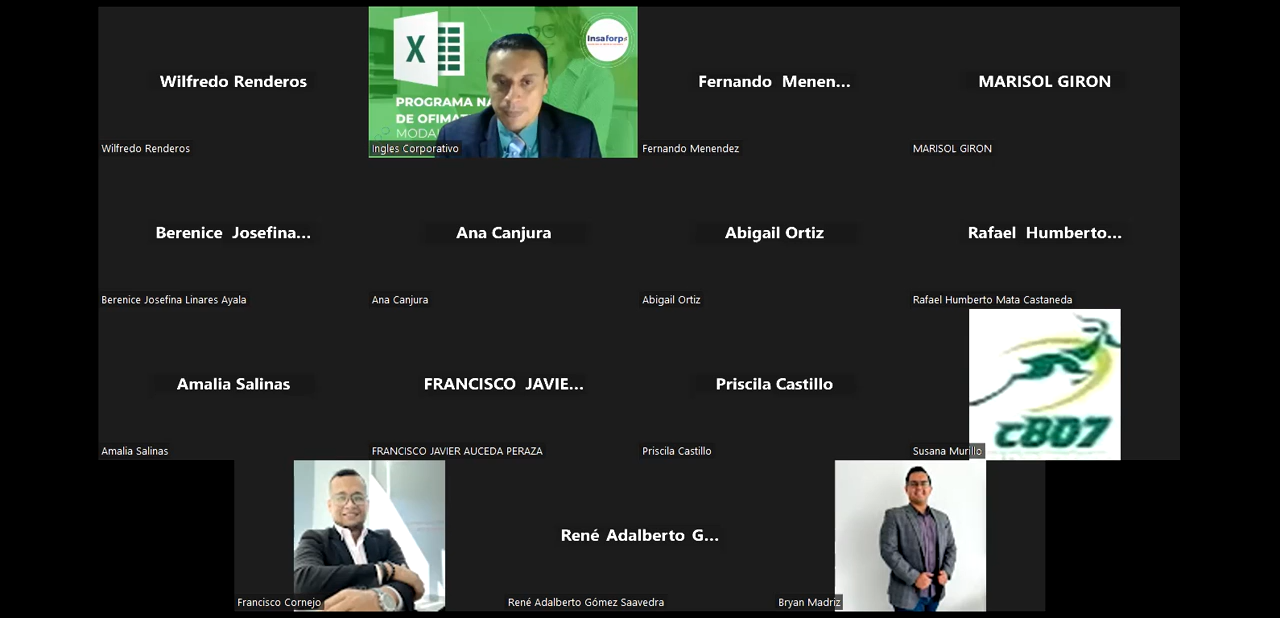 Wilfredo Renderos
Wilfredo Renderos
Insaforp
PROGRAMA NA
DE OFIMAT
MODAL
Ingles Corporativo
Fernando Menen...
Fernando Menendez
MARISOL GIRON
MARISOL GIRON
Berenice Josefina...
Berenice Josefina Linares Ayala
Ana Canjura
Ana Canjura
Abigail Ortiz
Abigail Ortiz
Rafael Humberto...
Rafael Humberto Mata Castaneda
Amalia Salinas
Amalia Salinas
FRANCISCO JAVIE...
FRANCISCO JAVIER AUCEDA PERAZA
Priscila Castillo
Priscila Castillo
c807
Susana Murillo
Francisco Cornejo
René Adalberto G...
René Adalberto Gómez Saavedra
Bryan Madriz